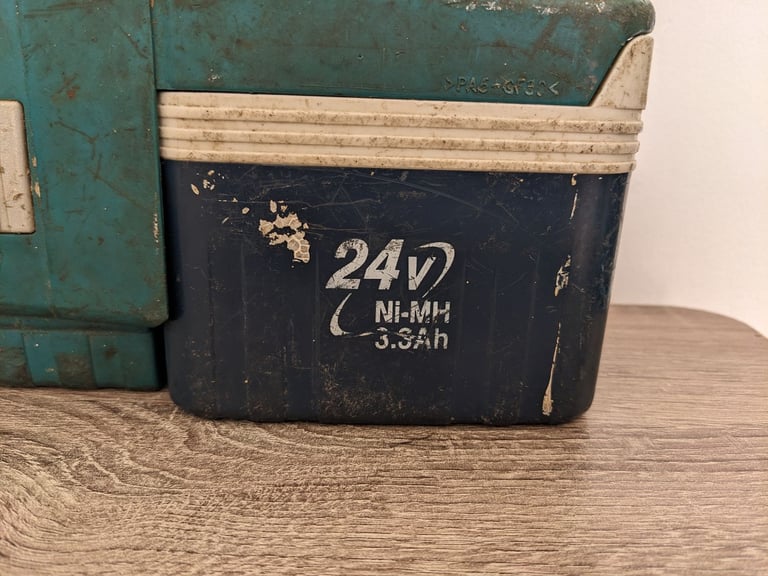 >PA6-GF30<
24V
Ni-MH
3.3Ah